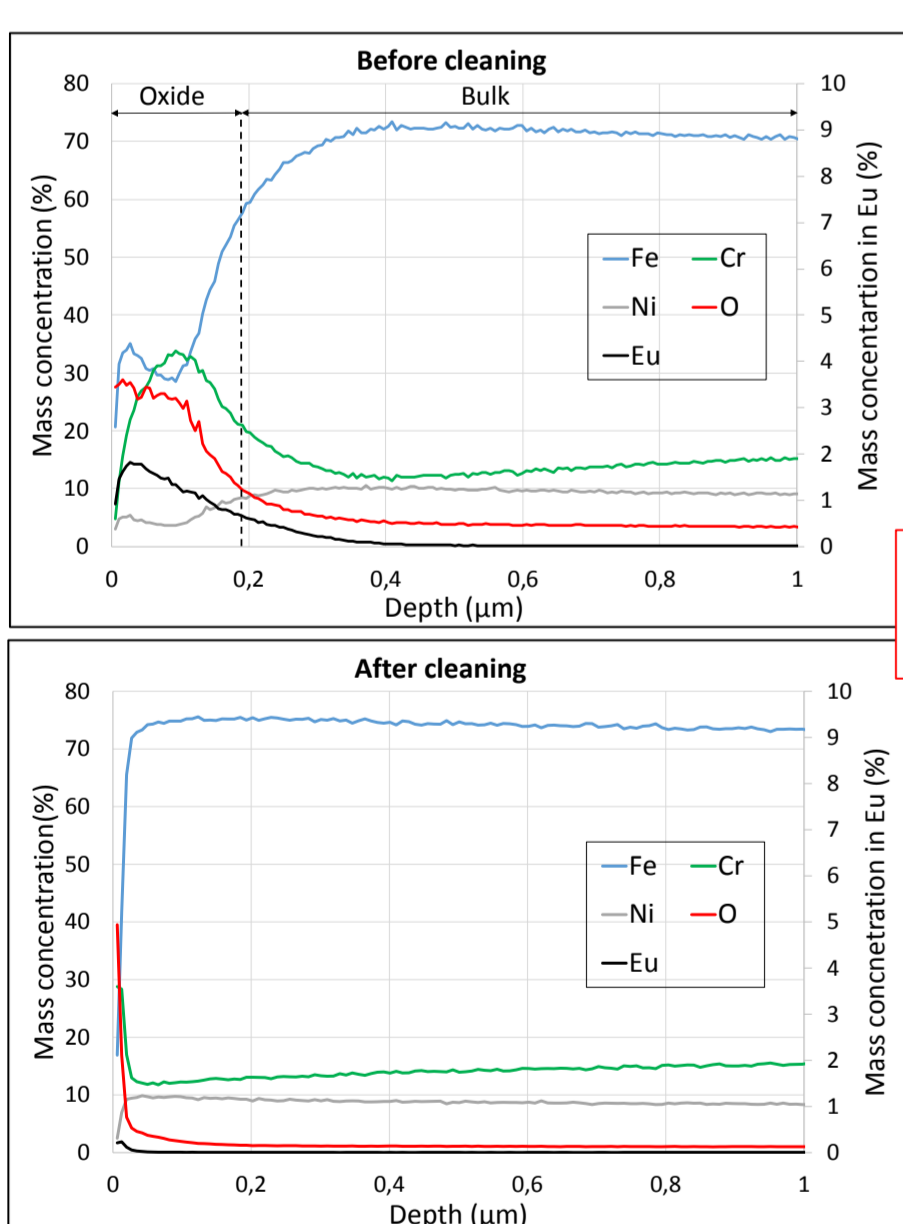 Before cleaning
Oxide Bulk
80
70
60
50
40
30
20
10
0
10
9
8
7
6
5
4
3
2
1
0
Mass concentration (%)
Mass concentartion in Eu (%)
Fe Cr
Ni O
Eu
0 0,2 0,4 0,6 0,8 1
Depth (µm)
After cleaning
80
70
60
50
40
30
20
10
0
10
9
8
7
6
5
4
3
2
1
0
Mass concentration(%)
Mass concnetration in Eu (%)
Fe Cr
Ni O
Eu
0 0,2 0,4 0,6 0,8 1
Depth (µm)